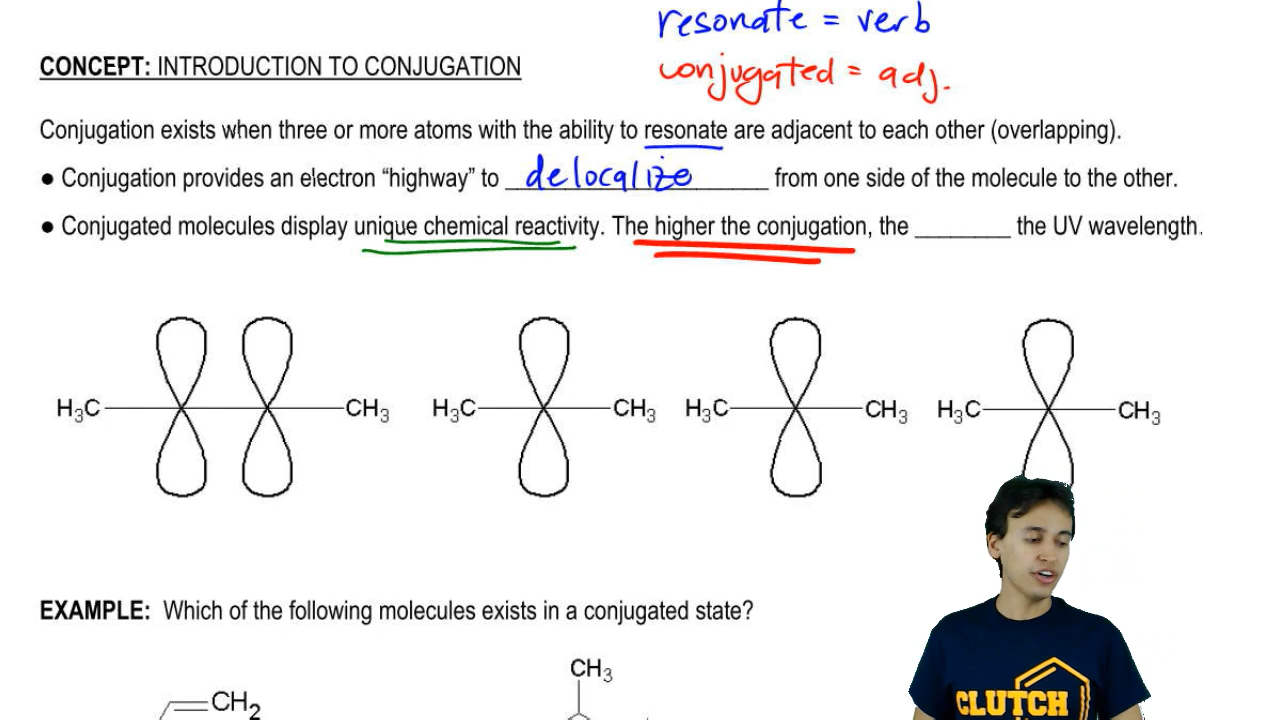 resonate = verb
CONCEPT: INTRODUCTION TO CONJUGATION
conjugated = adj.
Conjugation exists when three or more atoms with the ability to resonate are adjacent to each other (overlapping).
● Conjugation provides an electron “highway” to delocalize from one side of the molecule to the other.
● Conjugated molecules display unique chemical reactivity. The higher the conjugation, the ________ the UV wavelength.
H₃C CH₃ H₃C CH₃ H₃C CH₃ H₃C CH₃
EXAMPLE: Which of the following molecules exists in a conjugated state?
CH₃
CH₂
CLUTCH